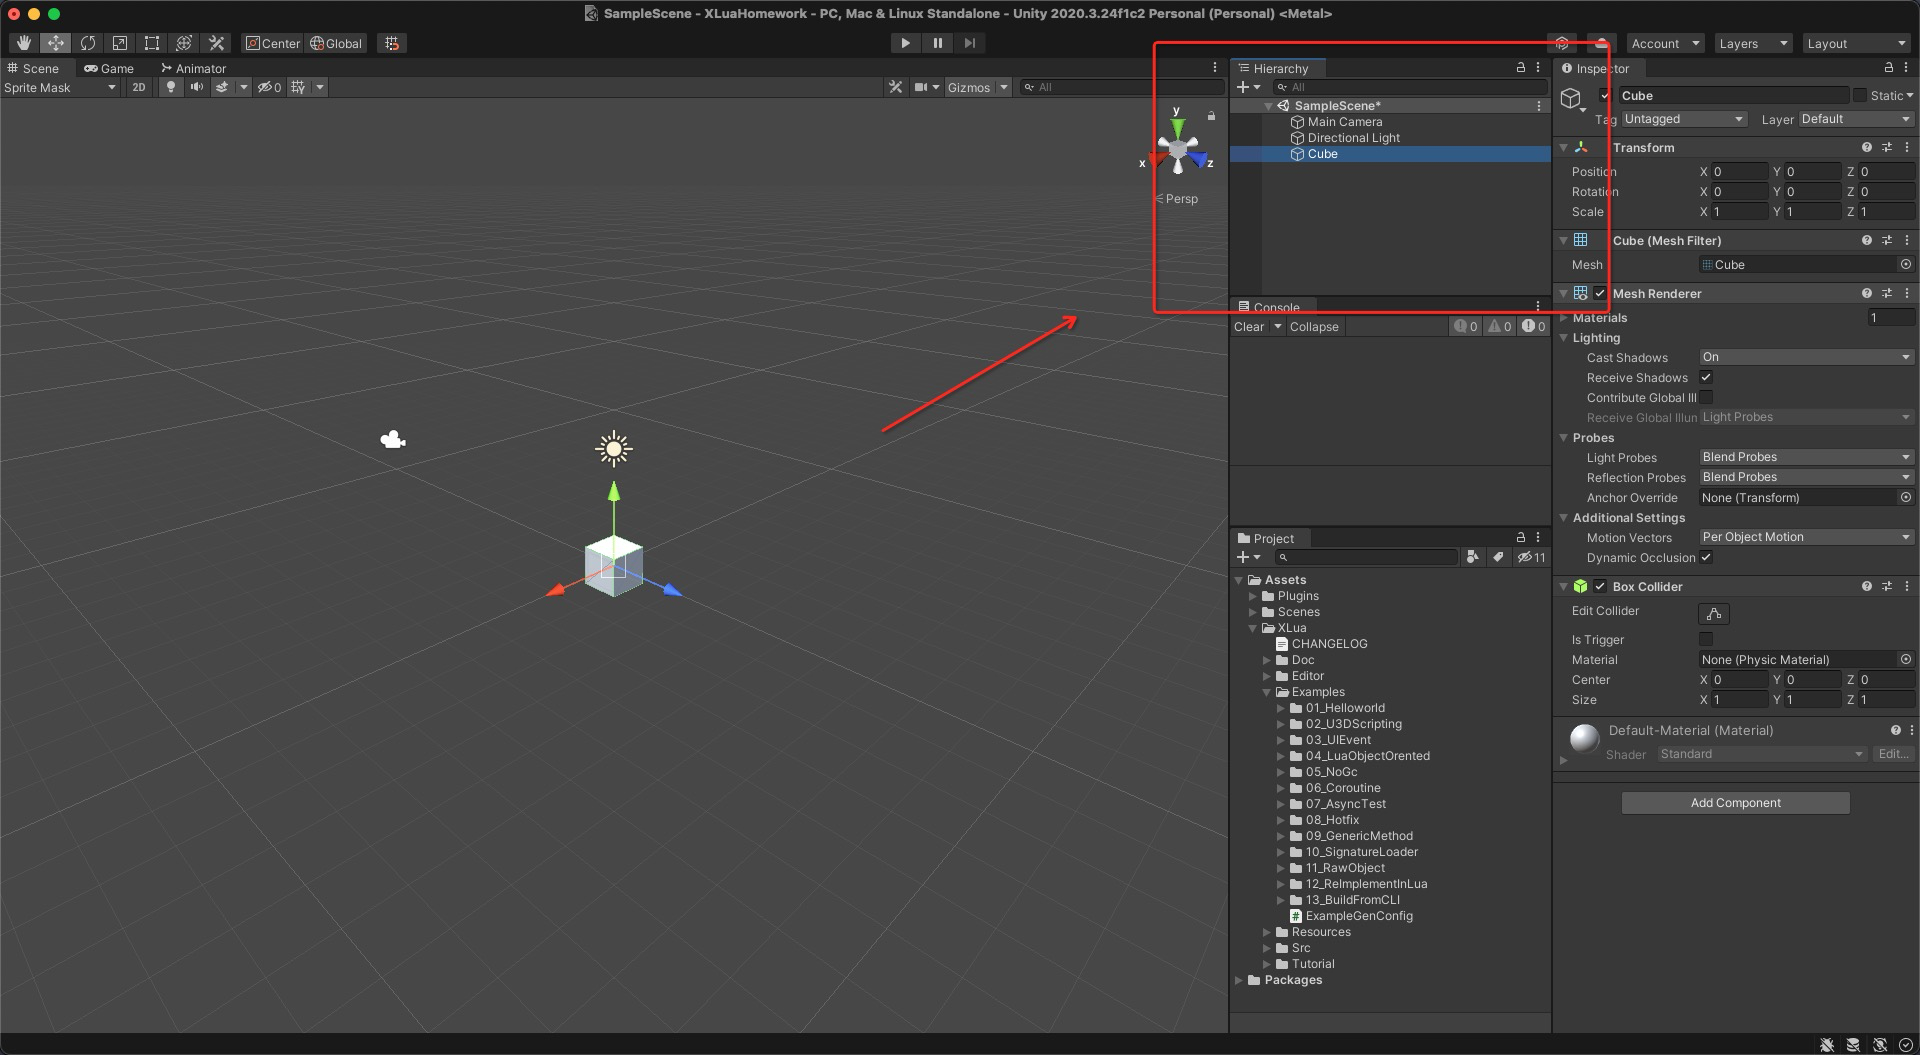 SampleScene - XLuaHomework - PC, Mac & Linux Standalone - Unity 2020.3.24f1c2 Personal (Personal) <Metal>
Center Global Account Layers Layout
Scene Game Animator
Sprite Mask 2D 0 Gizmos All
y
x z
Persp
Hierarchy
All
SampleScene*
Main Camera
Directional Light
Cube
Console
Clear Collapse 0 0 0
Project
11
Assets
Plugins
Scenes
XLua
CHANGELOG
Doc
Editor
Examples
01_Helloworld
02_U3DScripting
03_UIEvent
04_LuaObjectOrented
05_NoGc
06_Coroutine
07_AsyncTest
08_Hotfix
09_GenericMethod
10_SignatureLoader
11_RawObject
12_ReImplementInLua
13_BuildFromCLI
ExampleGenConfig
Resources
Src
Tutorial
Packages
Inspector
Cube Static
Tag Untagged Layer Default
Transform
Position X 0 Y 0 Z 0
Rotation X 0 Y 0 Z 0
Scale X 1 Y 1 Z 1
Cube (Mesh Filter)
Mesh Cube
Mesh Renderer
Materials 1
Lighting
Cast Shadows On
Receive Shadows
Contribute Global Ill
Receive Global Illun Light Probes
Probes
Light Probes Blend Probes
Reflection Probes Blend Probes
Anchor Override None (Transform)
Additional Settings
Motion Vectors Per Object Motion
Dynamic Occlusion
Box Collider
Edit Collider
Is Trigger
Material None (Physic Material)
Center X 0 Y 0 Z 0
Size X 1 Y 1 Z 1
Default-Material (Material)
Shader Standard Edit...
Add Component